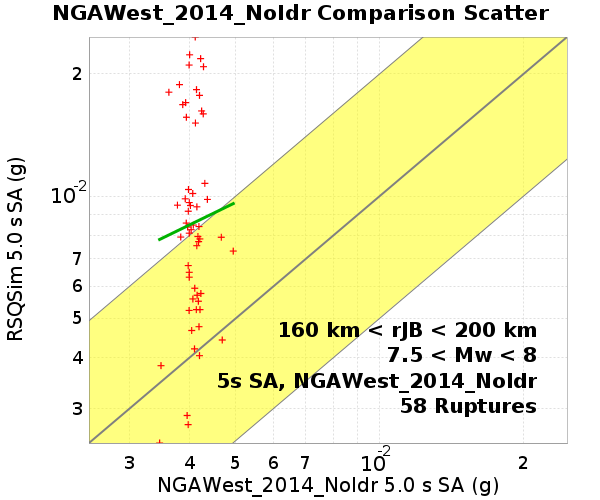 NGAWest_2014_NoIdr Comparison Scatter
RSQSim 5.0 s SA (g)
2
10-2
7
6
5
4
3
160 km < rJB < 200 km
7.5 < Mw < 8
5s SA, NGAWest_2014_NoIdr
58 Ruptures
3 4 5 6 7 10-2 2
NGAWest_2014_NoIdr 5.0 s SA (g)